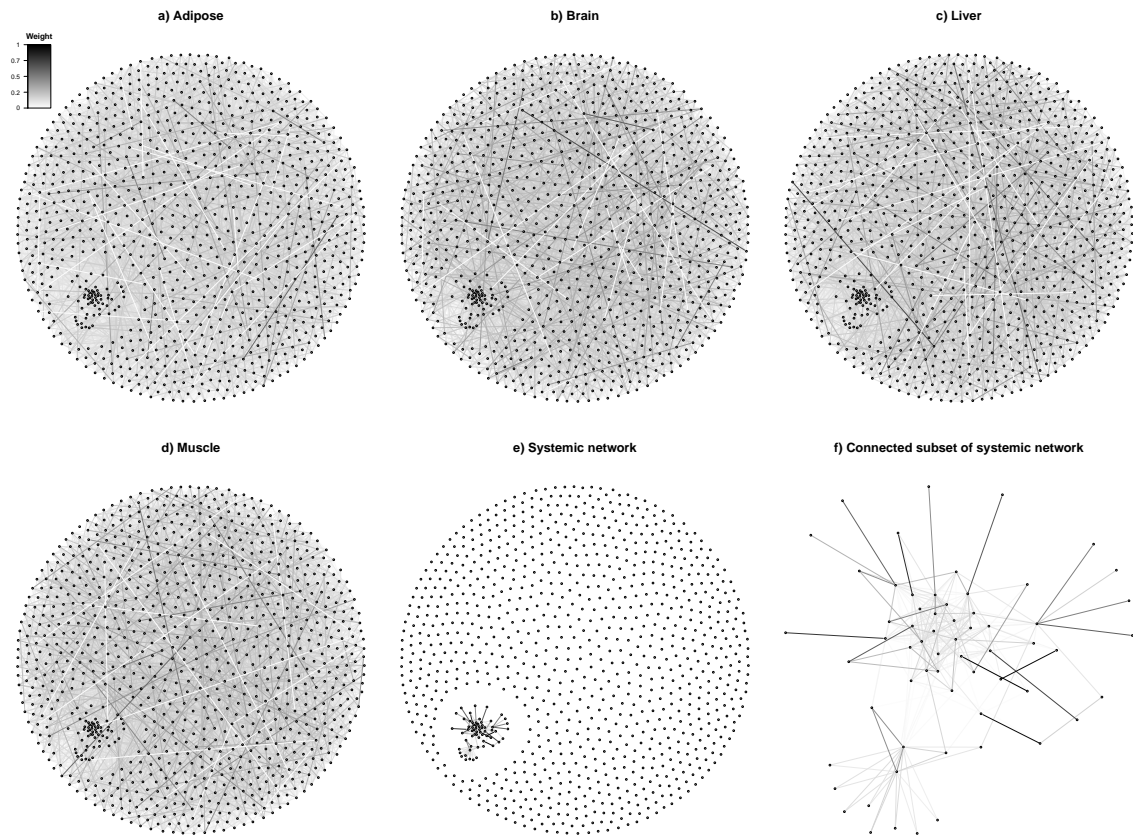 a) Adipose
b) Brain
c) Liver
Weight
1
0.7
0.5
0.2
0
d) Muscle
e) Systemic network
f) Connected subset of systemic network